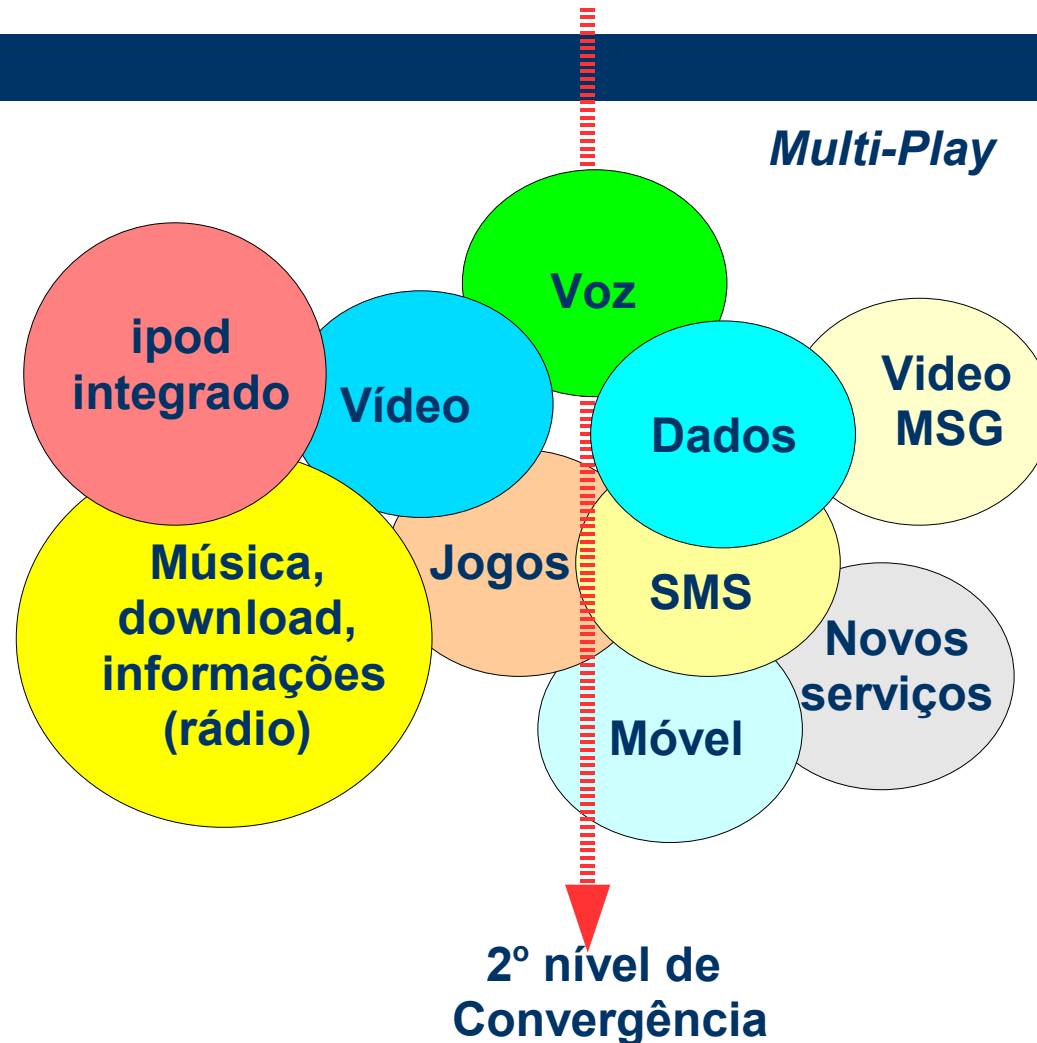 Multi-Play
Voz
ipod
integrado
Vídeo
Dados
Video
MSG
Música,
download,
informações
(rádio)
Jogos
SMS
Novos
serviços
Móvel
2º nível de
Convergência